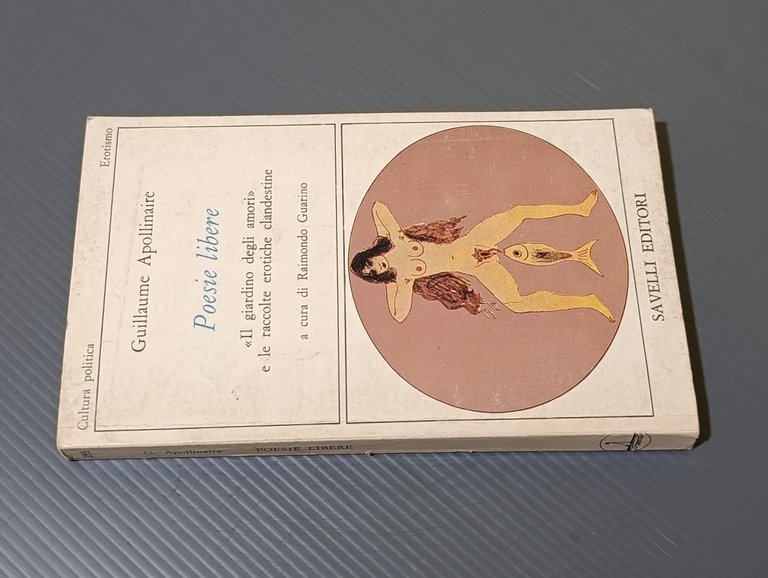 Cultura politica
Erotismo
Guillaume Apollinaire
Poesie libere
«Il giardino degli amori»
e le raccolte erotiche clandestine
a cura di Raimondo Guarino
SAVELLI EDITORI
G. Apollinaire
POESIE LIBERE